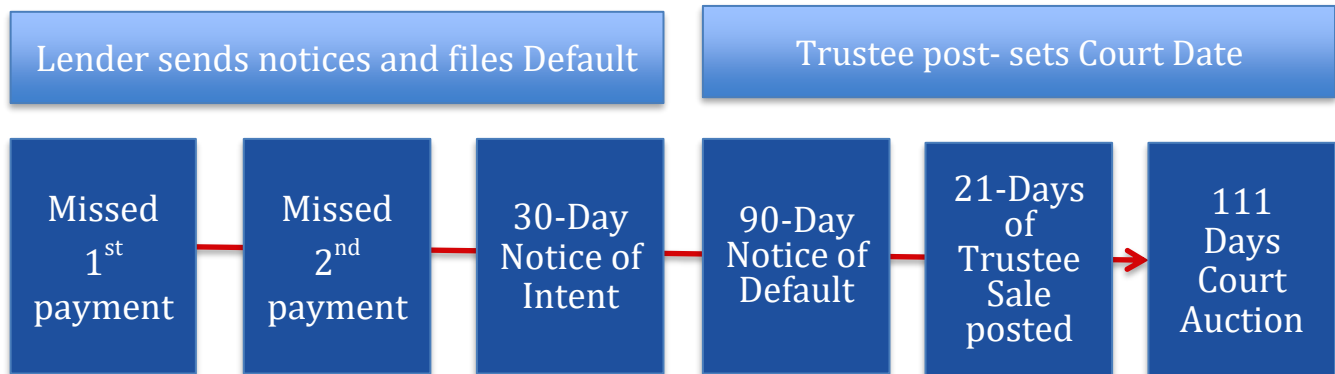 Lender sends notices and files Default
Trustee post- sets Court Date
Missed
1st
payment
Missed
2nd
payment
30-Day
Notice of
Intent
90-Day
Notice of
Default
21-Days
of
Trustee
Sale
posted
111
Days
Court
Auction